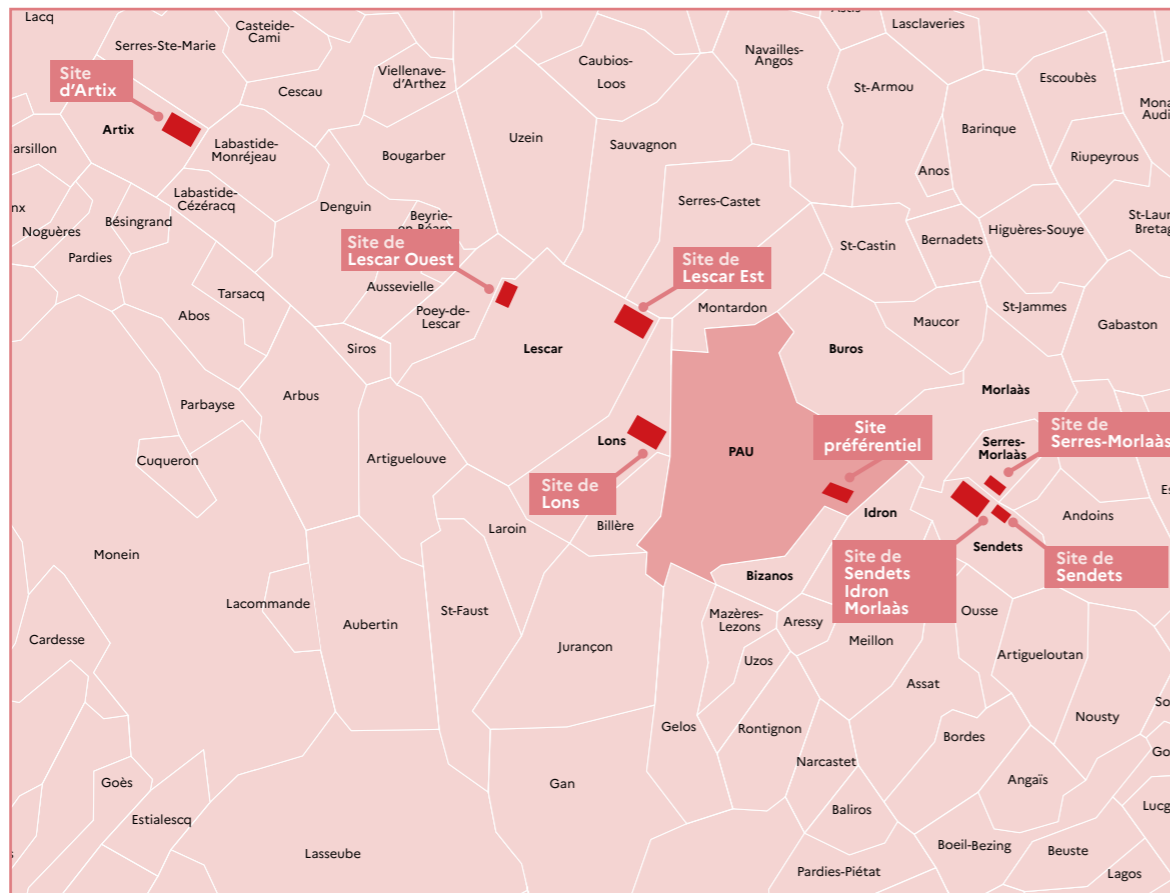 Lacq
Casteide-
Cami
Serres-Ste-Marie
Navailles-
Angos
Lasclaveries
Caubios-
Loos
Viellenave-
d'Arthez
Escoubès
St-Armou
Site
d'Artix
Cescau
Artix
Uzein
Barinque
Labastide-
Monréjeau
Bougarber
Sauvagnon
Riupeyrous
Anos
Labastide-
Cézéracq
Denguin
Serres-Castet
Bésingrand
Noguères
Pardies
Beyrie-
en-Béarn
St-Castin
Bernadets
Higuères-Souye
Site de
Lescar Ouest
Site de
Lescar Est
Aussevielle
Tarsacq
Abos
Poey-de-
Lescar
Montardon
St-Jammes
Maucor
Gabaston
Siros
Lescar
Buros
Arbus
Parbayse
Morlaàs
Cuqueron
Artiguelouve
Lons
PAU
Site
préférentiel
Serres-
Morlaàs
Site de
Serres-Morlaàs
Site de
Lons
Laroin
Billère
Idron
Andoins
Monein
Sendets
Site de
Sendets
Idron
Morlaàs
Site de
Sendets
Bizanos
Lacommande
Aubertin
St-Faust
Mazères-
Lezons
Aressy
Ousse
Cardesse
Jurançon
Meillon
Artigueloutan
Uzos
Assat
Gelos
Rontignon
Nousty
Bordes
Narcastet
Goès
Gan
Angaïs
Estialescq
Baliros
Lasseube
Boeil-Bezing
Beuste
Pardies-Piétat
Lagos